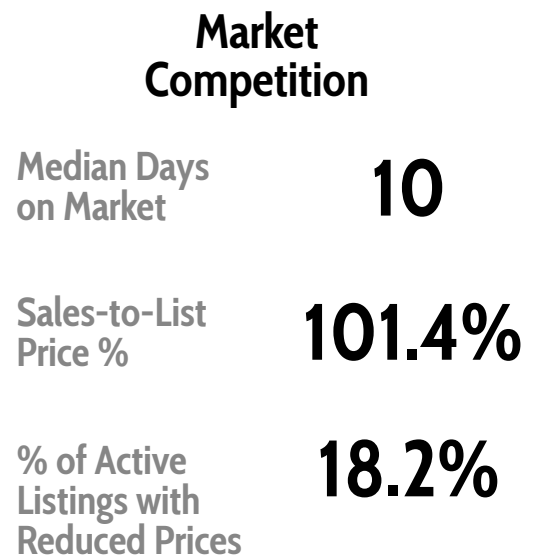 Market
Competition
Median Days
on Market
10
Sales-to-List
Price %
101.4%
% of Active
Listings with
Reduced Prices
18.2%